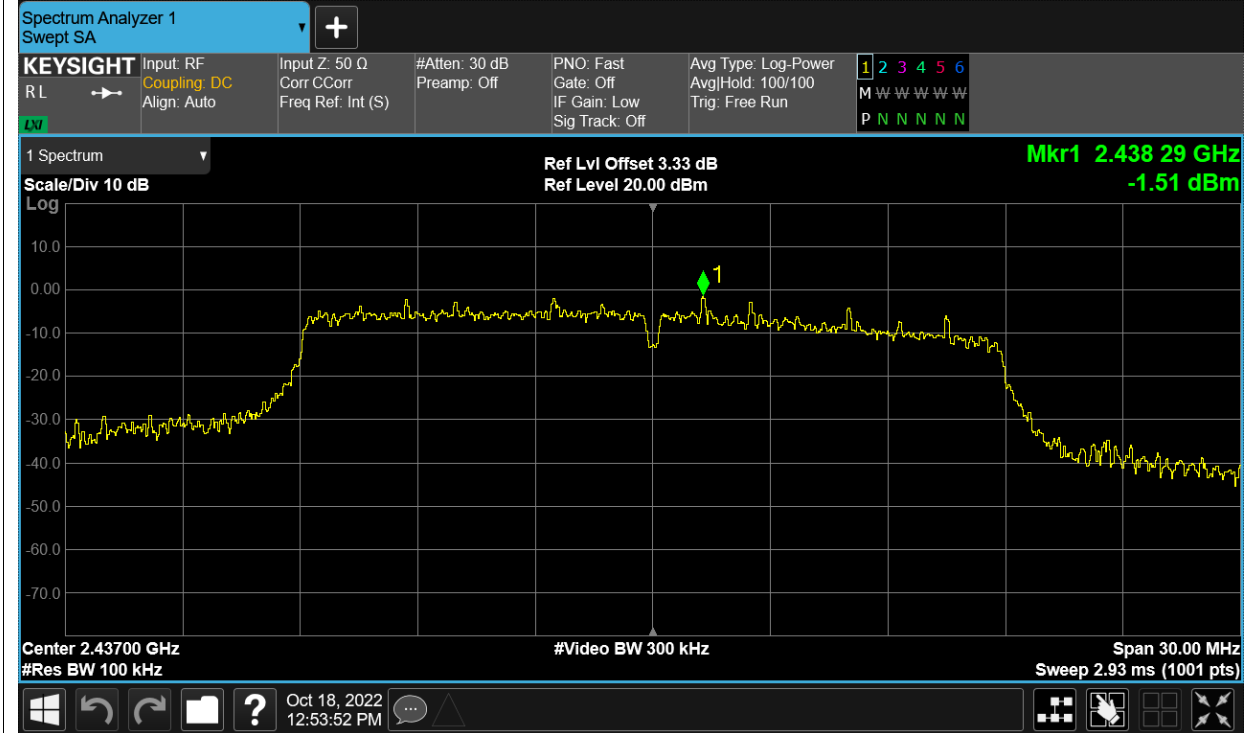 Spectrum Analyzer 1
Swept SA
KEYSIGHT
R L
LXI
Input: RF
Coupling: DC
Align: Auto
Input Z: 50 Ω
Corr CCorr
Freq Ref: Int (S)
#Atten: 30 dB
Preamp: Off
PNO: Fast
Gate: Off
IF Gain: Low
Sig Track: Off
Avg Type: Log-Power
Avg|Hold: 100/100
Trig: Free Run
1 2 3 4 5 6
M W W W W W
P N N N N N
1 Spectrum
Scale/Div 10 dB
Ref Lvl Offset 3.33 dB
Ref Level 20.00 dBm
Mkr1 2.438 29 GHz
-1.51 dBm
Log
10.0
0.00
-10.0
-20.0
-30.0
-40.0
-50.0
-60.0
-70.0
1
Center 2.43700 GHz
#Res BW 100 kHz
#Video BW 300 kHz
Span 30.00 MHz
Sweep 2.93 ms (1001 pts)
?
Oct 18, 2022
12:53:52 PM